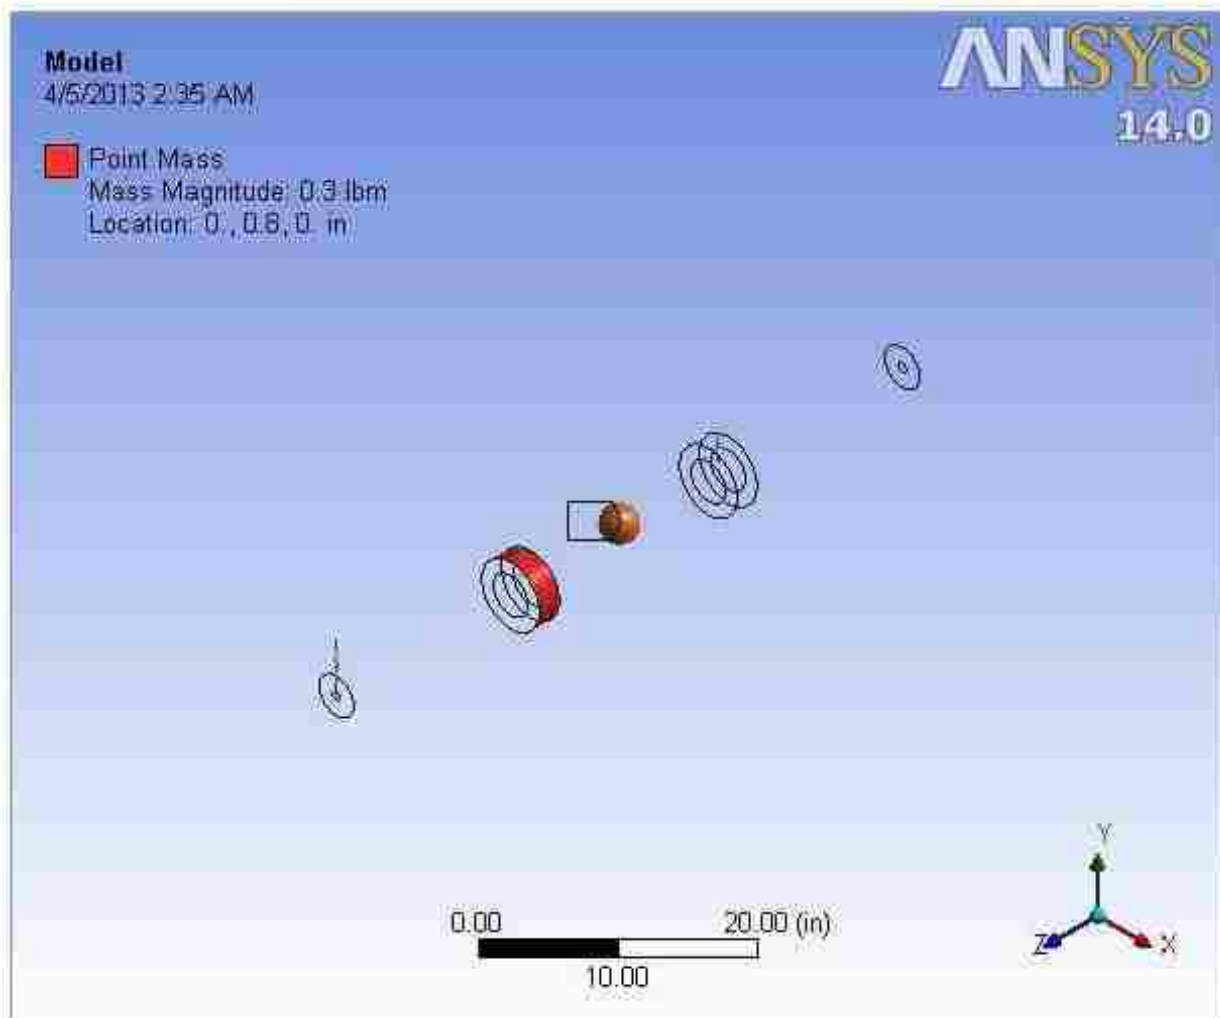 Model
4/5/2013 2:35 AM
ANSYS
14.0
Point Mass
Mass Magnitude: 0.3 lbm
Location: 0., 0.8, 0. in
0.00
20.00 (in)
10.00
Y
Z
X